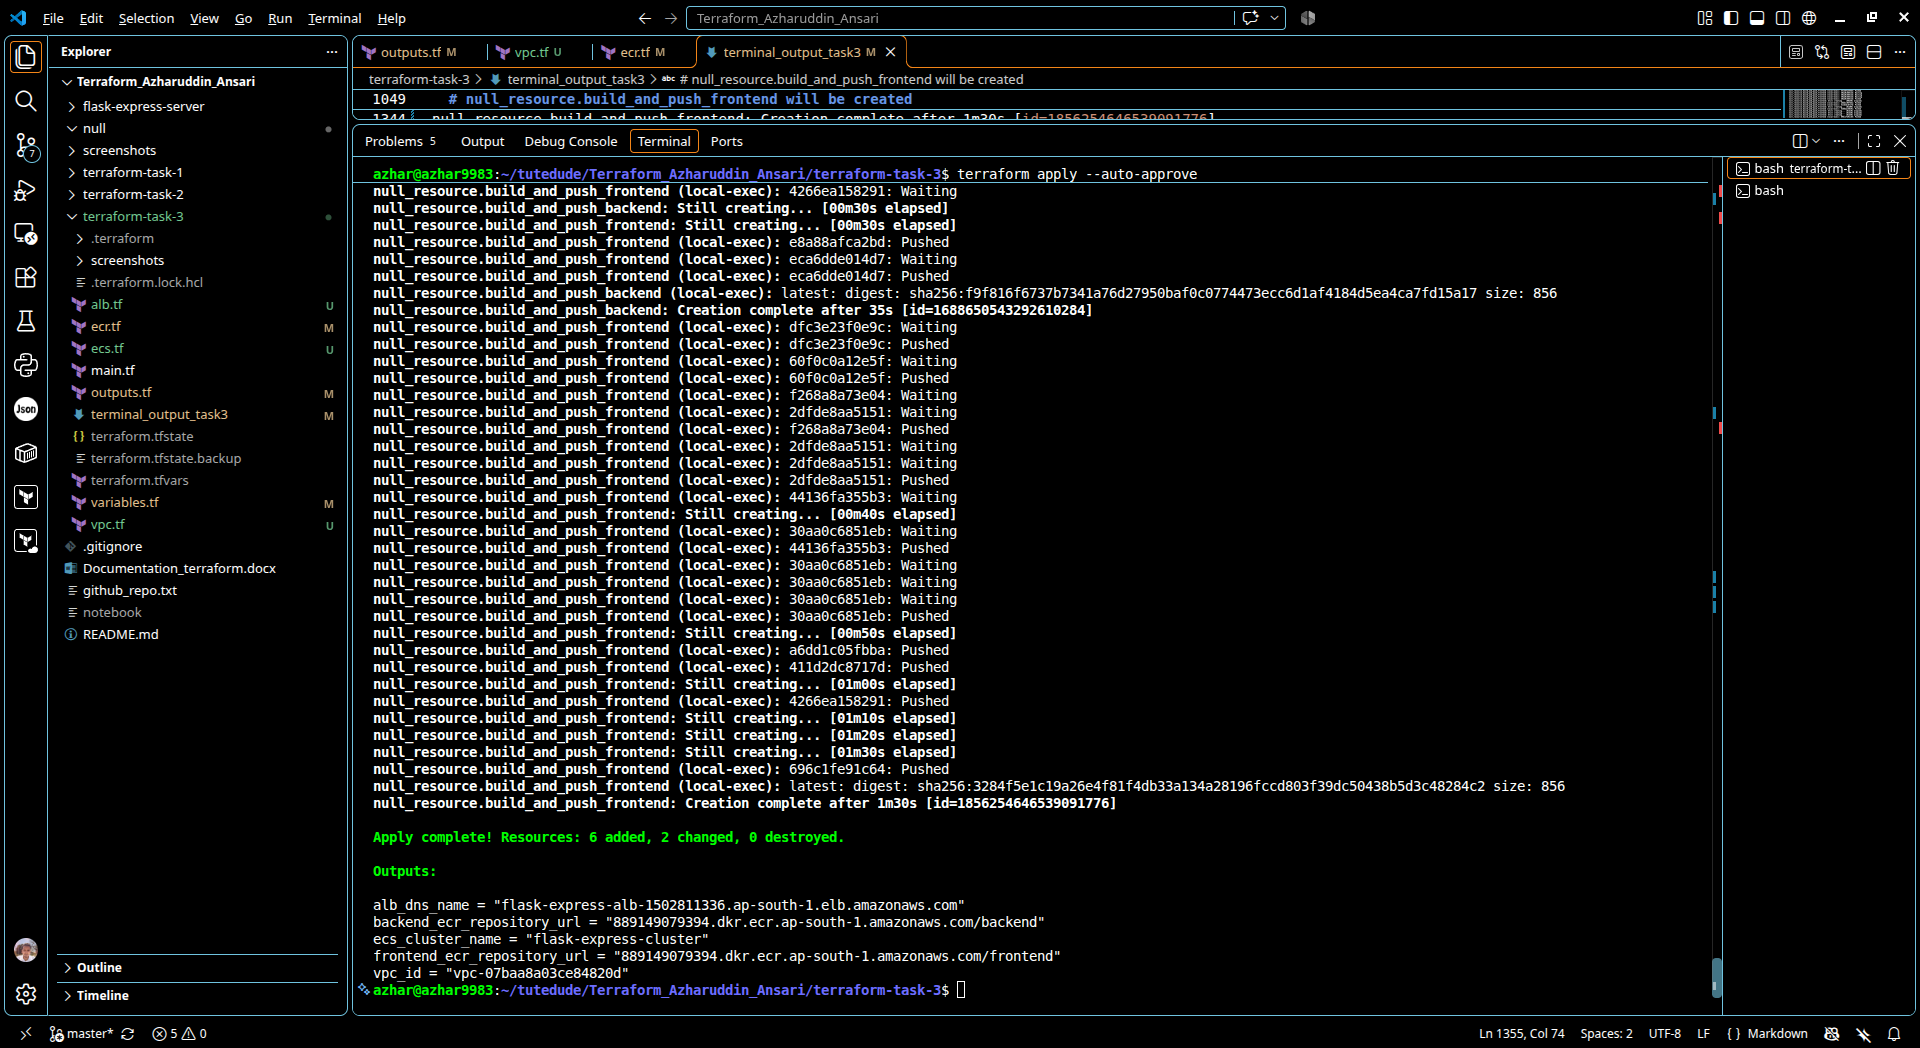 File Edit Selection View Go Run Terminal Help
Terraform_Azharuddin_Ansari
Explorer
Terraform_Azharuddin_Ansari
flask-express-server
null
screenshots
terraform-task-1
terraform-task-2
terraform-task-3
.terraform
screenshots
.terraform.lock.hcl
alb.tf U
ecr.tf M
ecs.tf U
main.tf
outputs.tf M
terminal_output_task3 M
terraform.tfstate
terraform.tfstate.backup
terraform.tfvars
variables.tf M
vpc.tf U
.gitignore
Documentation_terraform.docx
github_repo.txt
notebook
README.md
Outline
Timeline
7
Json
outputs.tf M vpc.tf U ecr.tf M terminal_output_task3 M
terraform-task-3 > terminal_output_task3 > abc # null_resource.build_and_push_frontend will be created
1049 # null_resource.build_and_push_frontend will be created
1344 null_resource.build_and_push_frontend: Creation complete after 1m30s [id=1856254646539091776]
Problems 5 Output Debug Console Terminal Ports
azhar@azhar9983:~/tutedude/Terraform_Azharuddin_Ansari/terraform-task-3$ terraform apply --auto-approve
null_resource.build_and_push_frontend (local-exec): 4266ea158291: Waiting
null_resource.build_and_push_backend: Still creating... [00m30s elapsed]
null_resource.build_and_push_frontend: Still creating... [00m30s elapsed]
null_resource.build_and_push_frontend (local-exec): e8a88afca2bd: Pushed
null_resource.build_and_push_frontend (local-exec): eca6dde014d7: Waiting
null_resource.build_and_push_frontend (local-exec): eca6dde014d7: Pushed
null_resource.build_and_push_backend (local-exec): latest: digest: sha256:f9f816f6737b7341a76d27950baf0c0774473ecc6d1af4184d5ea4ca7fd15a17 size: 856
null_resource.build_and_push_backend: Creation complete after 35s [id=1688650543292610284]
null_resource.build_and_push_frontend (local-exec): dfc3e23f0e9c: Waiting
null_resource.build_and_push_frontend (local-exec): dfc3e23f0e9c: Pushed
null_resource.build_and_push_frontend (local-exec): 60f0c0a12e5f: Waiting
null_resource.build_and_push_frontend (local-exec): 60f0c0a12e5f: Pushed
null_resource.build_and_push_frontend (local-exec): f268a8a73e04: Waiting
null_resource.build_and_push_frontend (local-exec): 2dfde8aa5151: Waiting
null_resource.build_and_push_frontend (local-exec): f268a8a73e04: Pushed
null_resource.build_and_push_frontend (local-exec): 2dfde8aa5151: Waiting
null_resource.build_and_push_frontend (local-exec): 2dfde8aa5151: Waiting
null_resource.build_and_push_frontend (local-exec): 2dfde8aa5151: Pushed
null_resource.build_and_push_frontend (local-exec): 44136fa355b3: Waiting
null_resource.build_and_push_frontend: Still creating... [00m40s elapsed]
null_resource.build_and_push_frontend (local-exec): 30aa0c6851eb: Waiting
null_resource.build_and_push_frontend (local-exec): 44136fa355b3: Pushed
null_resource.build_and_push_frontend (local-exec): 30aa0c6851eb: Waiting
null_resource.build_and_push_frontend (local-exec): 30aa0c6851eb: Waiting
null_resource.build_and_push_frontend (local-exec): 30aa0c6851eb: Waiting
null_resource.build_and_push_frontend (local-exec): 30aa0c6851eb: Pushed
null_resource.build_and_push_frontend: Still creating... [00m50s elapsed]
null_resource.build_and_push_frontend (local-exec): a6dd1c05fbba: Pushed
null_resource.build_and_push_frontend (local-exec): 411d2dc8717d: Pushed
null_resource.build_and_push_frontend: Still creating... [01m00s elapsed]
null_resource.build_and_push_frontend (local-exec): 4266ea158291: Pushed
null_resource.build_and_push_frontend: Still creating... [01m10s elapsed]
null_resource.build_and_push_frontend: Still creating... [01m20s elapsed]
null_resource.build_and_push_frontend: Still creating... [01m30s elapsed]
null_resource.build_and_push_frontend (local-exec): 696c1fe91c64: Pushed
null_resource.build_and_push_frontend (local-exec): latest: digest: sha256:3284f5e1c19a26e4f81f4db33a134a28196fccd803f39dc50438b5d3c48284c2 size: 856
null_resource.build_and_push_frontend: Creation complete after 1m30s [id=1856254646539091776]
Apply complete! Resources: 6 added, 2 changed, 0 destroyed.
Outputs:
alb_dns_name = "flask-express-alb-1502811336.ap-south-1.elb.amazonaws.com"
backend_ecr_repository_url = "889149079394.dkr.ecr.ap-south-1.amazonaws.com/backend"
ecs_cluster_name = "flask-express-cluster"
frontend_ecr_repository_url = "889149079394.dkr.ecr.ap-south-1.amazonaws.com/frontend"
vpc_id = "vpc-07baa8a03ce84820d"
azhar@azhar9983:~/tutedude/Terraform_Azharuddin_Ansari/terraform-task-3$
bash terraform-t...
bash
master* 5 0 Ln 1355, Col 74 Spaces: 2 UTF-8 LF { } Markdown